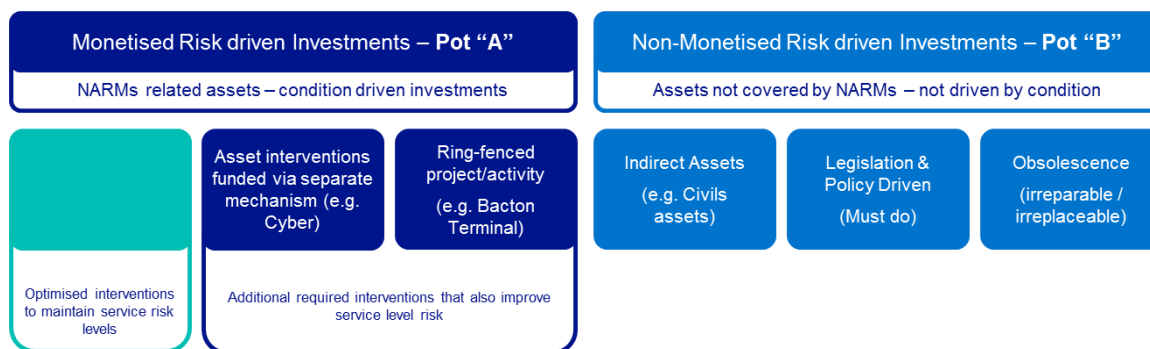 Monetised Risk driven Investments – Pot “A”
NARMs related assets – condition driven investments
Non-Monetised Risk driven Investments – Pot “B”
Assets not covered by NARMs – not driven by condition
Asset interventions
funded via separate
mechanism (e.g.
Cyber)
Ring-fenced
project/activity
(e.g. Bacton
Terminal)
Indirect Assets
(e.g. Civils
assets)
Legislation &
Policy Driven
(Must do)
Obsolescence
(irreparable /
irreplaceable)
Optimised interventions
to maintain service risk
levels
Additional required interventions that also improve
service level risk